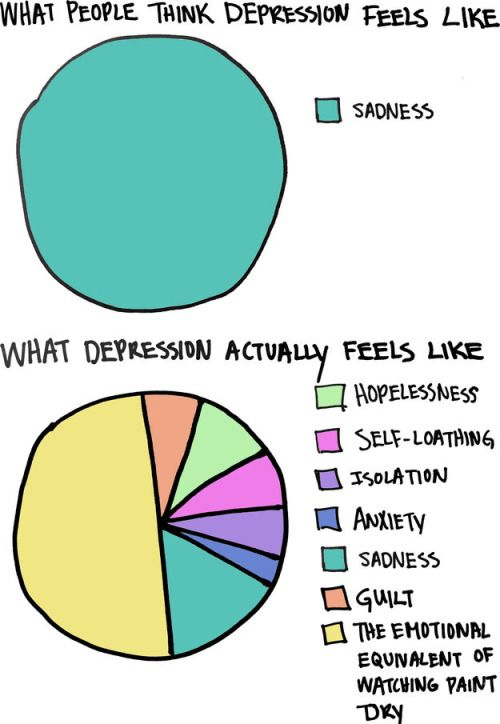 WHAT PEOPLE THINK DEPRESSION FEELS LIKE
SADNESS
WHAT DEPRESSION ACTUALLY FEELS LIKE
HOPELESSNESS
SELF-LOATHING
ISOLATION
ANXIETY
SADNESS
GUILT
THE EMOTIONAL
EQUIVALENT OF
WATCHING PAINT
DRY